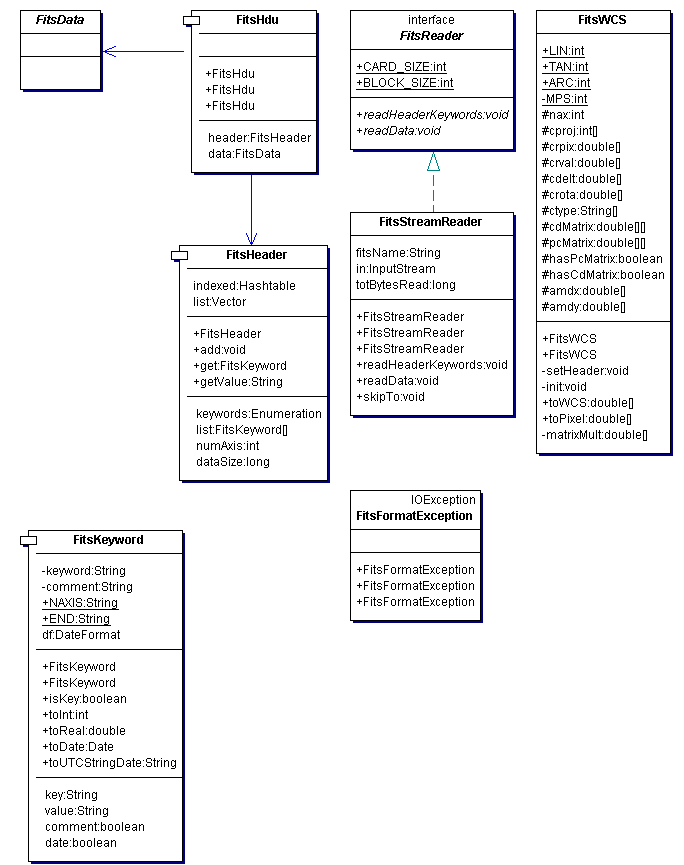 FitsData
FitsHdu
+FitsHdu
+FitsHdu
+FitsHdu
header:FitsHeader
data:FitsData
interface
FitsReader
+CARD_SIZE:int
+BLOCK_SIZE:int
+readHeaderKeywords:void
+readData:void
FitsWCS
+LIN:int
+TAN:int
+ARC:int
-MPS:int
#nax:int
#cproj:int[]
#crpix:double[]
#crval:double[]
#cdelt:double[]
#crota:double[]
#ctype:String[]
#cdMatrix:double[][]
#pcMatrix:double[][]
#hasPcMatrix:boolean
#hasCdMatrix:boolean
#amdx:double[]
#amdy:double[]
+FitsWCS
+FitsWCS
-setHeader:void
-init:void
+toWCS:double[]
+toPixel:double[]
-matrixMult:double[]
FitsHeader
indexed:Hashtable
list:Vector
+FitsHeader
+add:void
+get:FitsKeyword
+getValue:String
keywords:Enumeration
list:FitsKeyword[]
numAxis:int
dataSize:long
FitsStreamReader
fitsName:String
in:InputStream
totBytesRead:long
+FitsStreamReader
+FitsStreamReader
+FitsStreamReader
+readHeaderKeywords:void
+readData:void
+skipTo:void
IOException
FitsFormatException
+FitsFormatException
+FitsFormatException
+FitsFormatException
FitsKeyword
-keyword:String
-comment:String
+NAXIS:String
+END:String
df:DateFormat
+FitsKeyword
+FitsKeyword
+isKey:boolean
+toInt:int
+toReal:double
+toDate:Date
+toUTCStringDate:String
key:String
value:String
comment:boolean
date:boolean